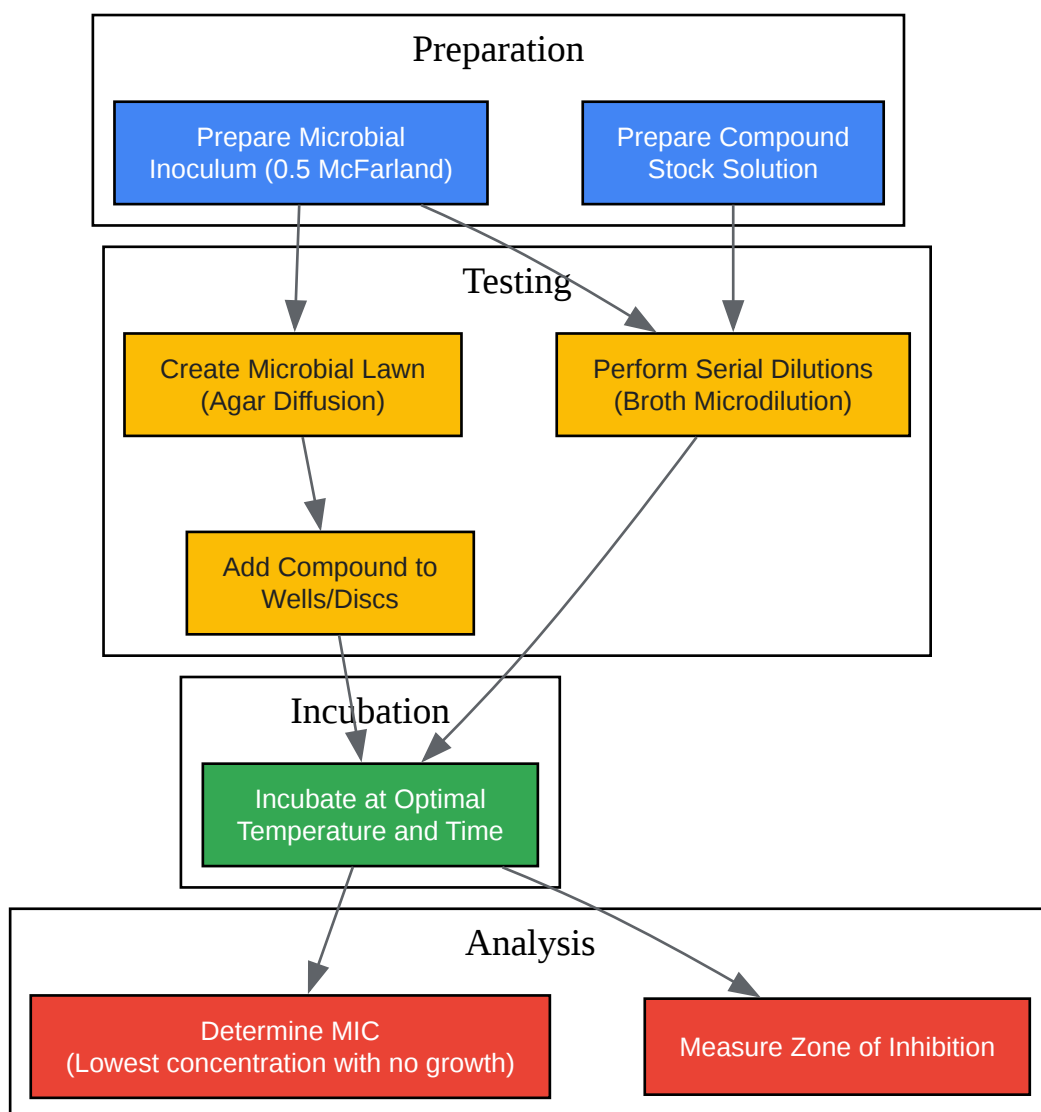 Preparation
Prepare Microbial
Inoculum (0.5 McFarland)
Prepare Compound
Stock Solution
Testing
Create Microbial Lawn
(Agar Diffusion)
Perform Serial Dilutions
(Broth Microdilution)
Add Compound to
Wells/Discs
Incubation
Incubate at Optimal
Temperature and Time
Analysis
Determine MIC
(Lowest concentration with no growth)
Measure Zone of Inhibition